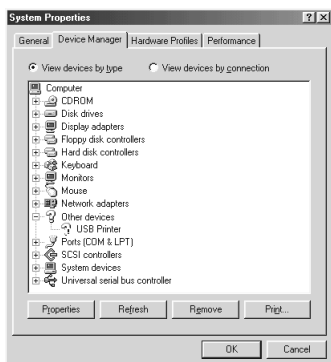 System Properties
General Device Manager Hardware Profiles Performance
View devices by type View devices by connection
Computer
CDROM
Disk drives
Display adapters
Floppy disk controllers
Hard disk controllers
Keyboard
Monitors
Mouse
Network adapters
Other devices
USB Printer
Ports (COM & LPT)
SCSI controllers
System devices
Universal serial bus controller
Properties Refresh Remove Print...
OK Cancel